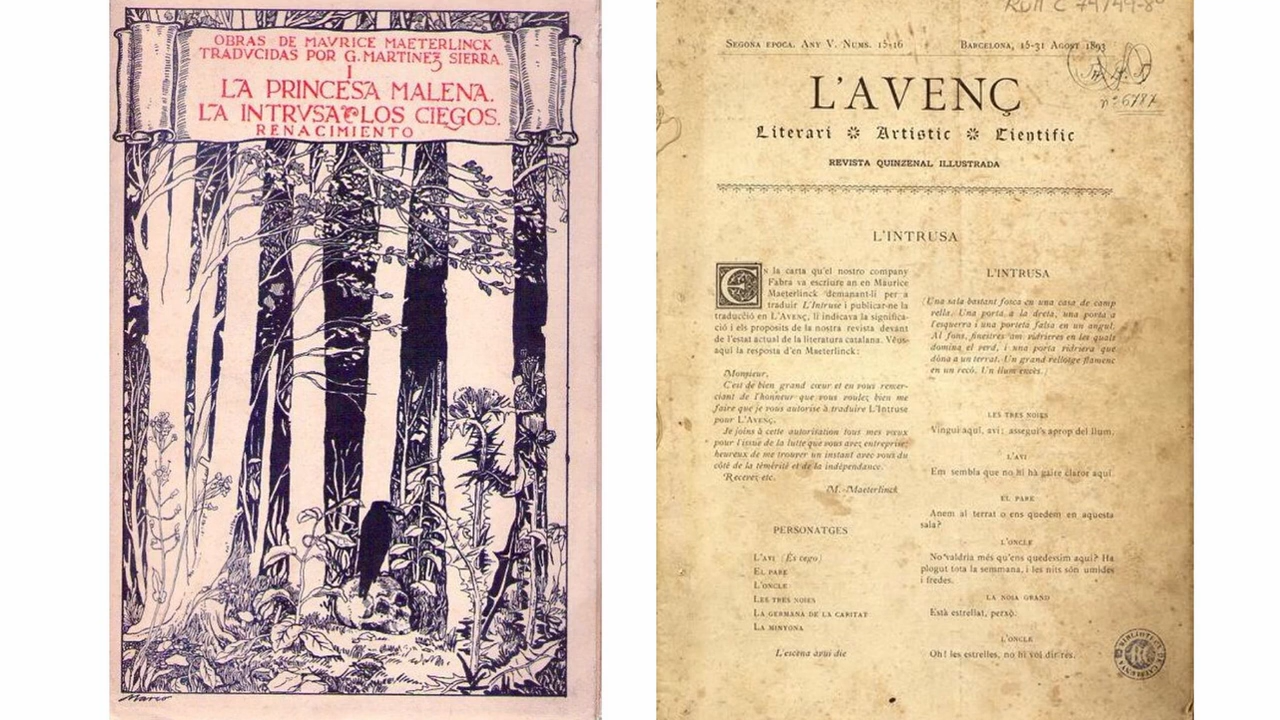 OBRAS DE MAVRICE MAETERLINCK
TRADVCIDAS POR G. MARTINEZ SIERRA.
I
LA PRINCESA MALENA.
LA INTRVSA LOS CIEGOS.
RENACIMIENTO
Marco
SEGONA EPOCA. ANY V. NUMS. 15-16
BARCELONA, 15-31 AGOST 1893
nº 6787
L'AVENÇ
Literari ❊ Artistic ❊ Cientific
REVISTA QUINZENAL ILLUSTRADA
L'INTRUSA
EN la carta qu'el nostro company
Fabra va escriure an en Maurice
Maeterlinck demanant-li per a
traduir L'Intruse i publicar-ne la
traducció en L'AVENÇ, li indicava la significa-
ció i els proposits de la nostra revista devant
de l'estat actual de la literatura catalana. Vèus-
aquí la resposta d'en Maeterlinck:
Monsieur,
C'est de bien grand cœur et en vous remer-
ciant de l'honneur que vous voulez bien me
faire que je vous autorise à traduire L'Intruse
pour L'AVENÇ.
Je joins à cette autorisation tous mes vœux
pour l'issue de la lutte que vous avez entreprise;
heureux de me trouver un instant avec vous du
côté de la témérité et de la indépendance.
Recevez etc.
M. Maeterlinck
PERSONATGES
L'AVI (És cego)
EL PARE
L'ONCLE
LES TRES NOIES
LA GERMANA DE LA CARITAT
LA MINYONA
L'escena avui dia
L'INTRUSA
(Una sala bastant fosca en una casa de camp
vella. Una porta a la dreta, una porta a
l'esquerra i una porteta falsa en un angul.
Al fons, finestres am vidrieres en les quals
domina el verd, i una porta vidriera que
dóna a un terrat. Un grand rellotge flamenc
en un recó. Un llum encès.)
LES TRES NOIES
Vingui aquí, avi; assegui's aprop del llum.
L'AVI
Em sembla que no hi hà gaire claror aquí.
EL PARE
Anem al terrat o ens quedem en aquesta
sala?
L'ONCLE
No valdria més qu'ens quedessim aquí? Ha
plogut tota la semmana, i les nits són umides
i fredes.
LA NOIA GRAND
Està estrellat, perxò.
L'ONCLE
Oh! les estrelles, no hi vol dir res.
BIBLIOTECA DE CATALUNYA